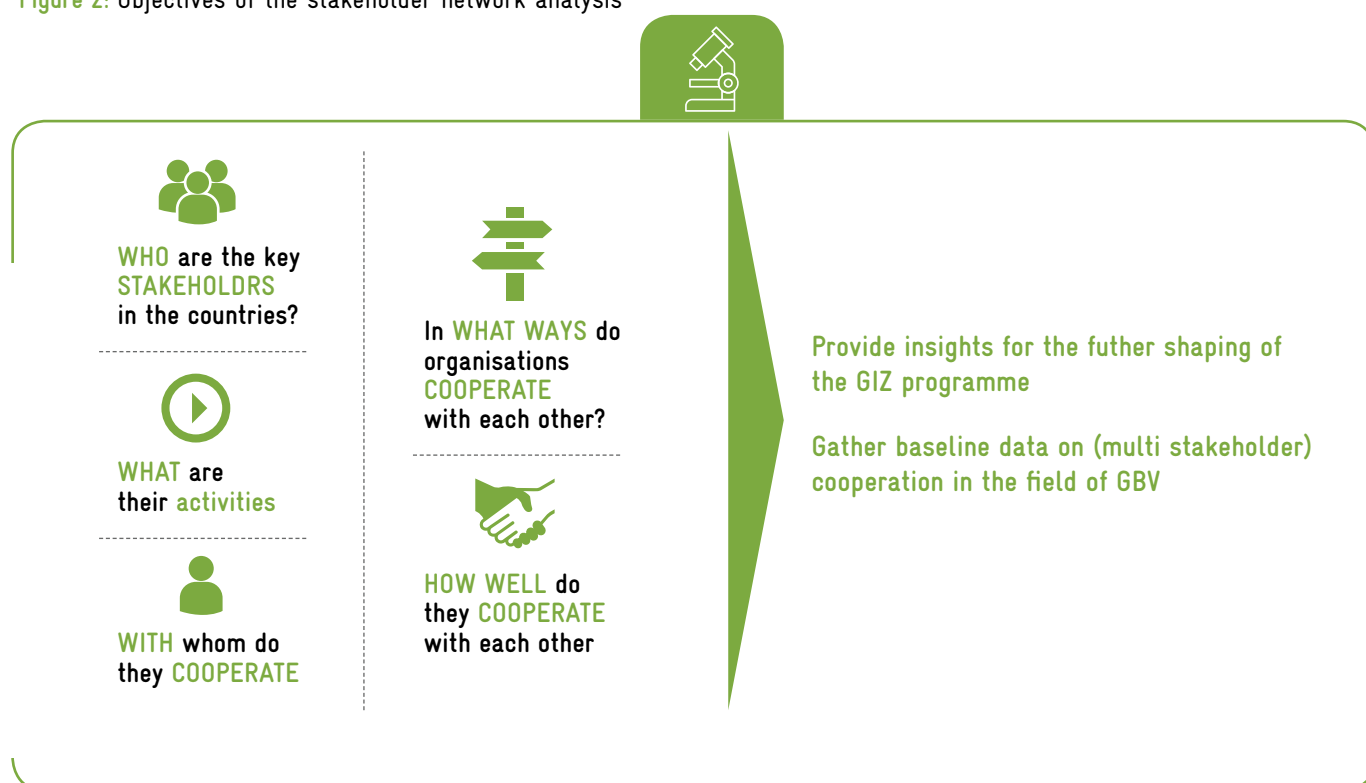 Figure 2: Objectives of the stakeholder network analysis
WHO are the key
STAKEHOLDRS
in the countries?
WHAT are
their activities
WITH whom do
they COOPERATE
In WHAT WAYS do
organisations
COOPERATE
with each other?
HOW WELL do
they COOPERATE
with each other
Provide insights for the futher shaping of
the GIZ programme
Gather baseline data on (multi stakeholder)
cooperation in the field of GBV